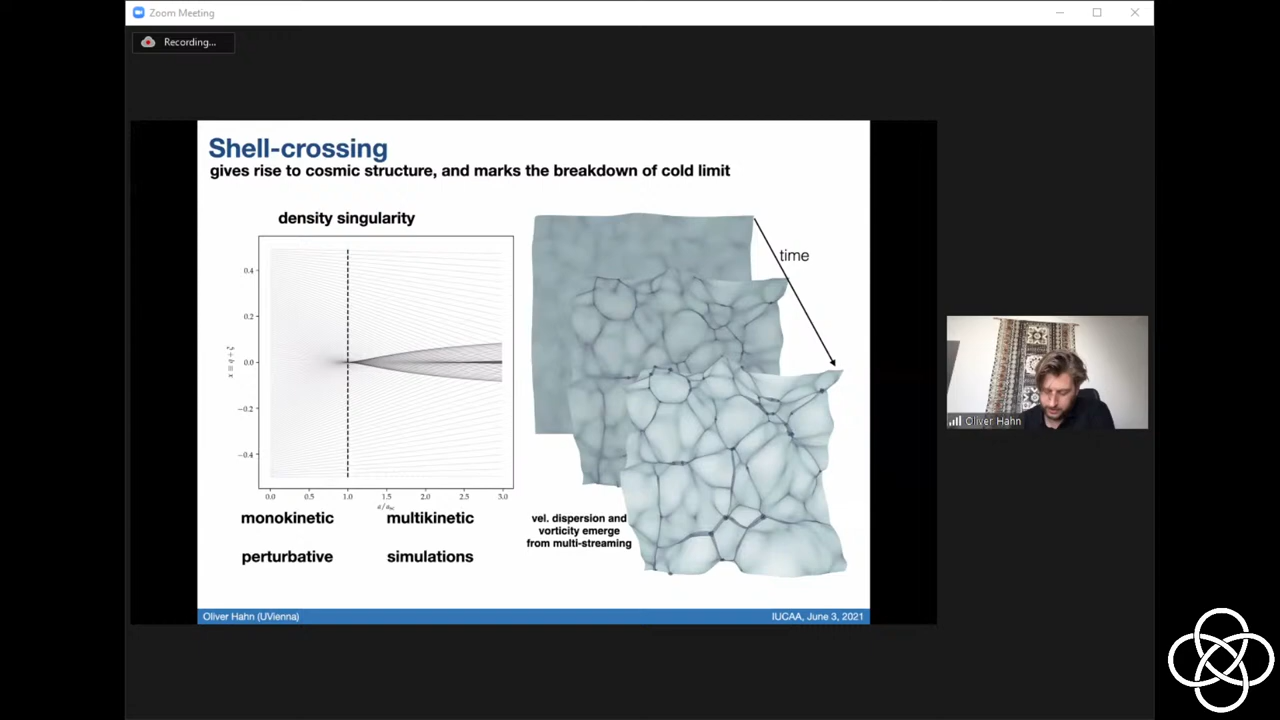 Zoom Meeting
Recording...
Shell-crossing
gives rise to cosmic structure, and marks the breakdown of cold limit
density singularity
time
0.4
0.2
0.0
−0.2
−0.4
x ≡ q + ξ
0.0 0.5 1.0 1.5 2.0 2.5 3.0
a/a
monokinetic multikinetic
perturbative simulations
vel. dispersion and
vorticity emerge
from multi-streaming
Oliver Hahn (UVienna) IUCAA, June 3, 2021
Oliver Hahn